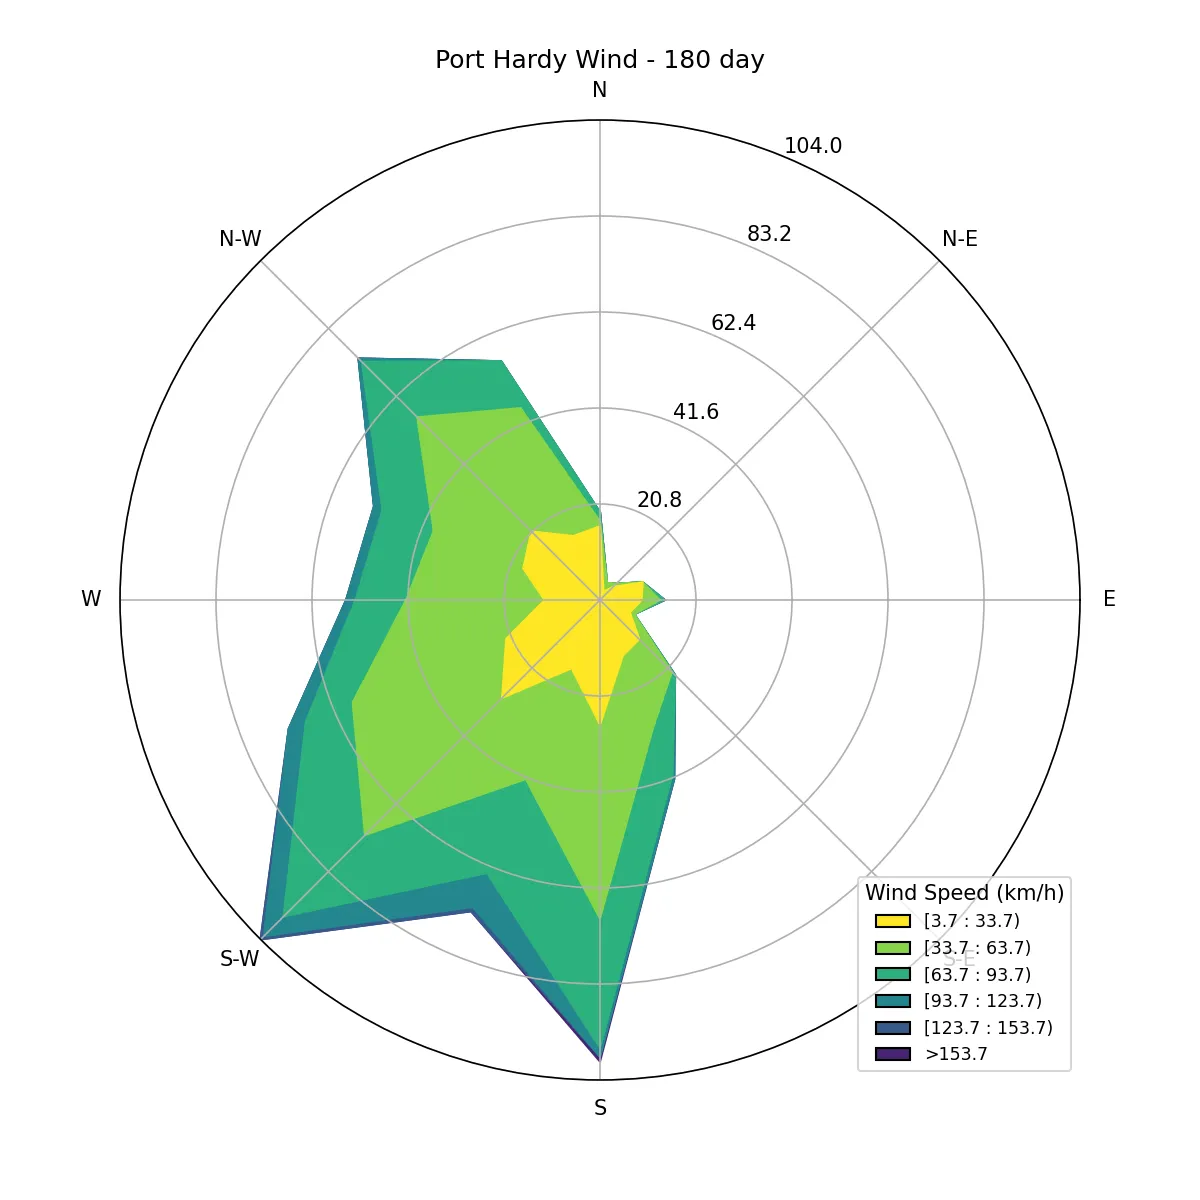 Port Hardy Wind - 180 day
N
104.0
N-W
83.2
N-E
62.4
41.6
20.8
W
E
Wind Speed (km/h)
[3.7 : 33.7)
[33.7 : 63.7)
S-W
S-E
[63.7 : 93.7)
[93.7 : 123.7)
[123.7 : 153.7)
>153.7
S